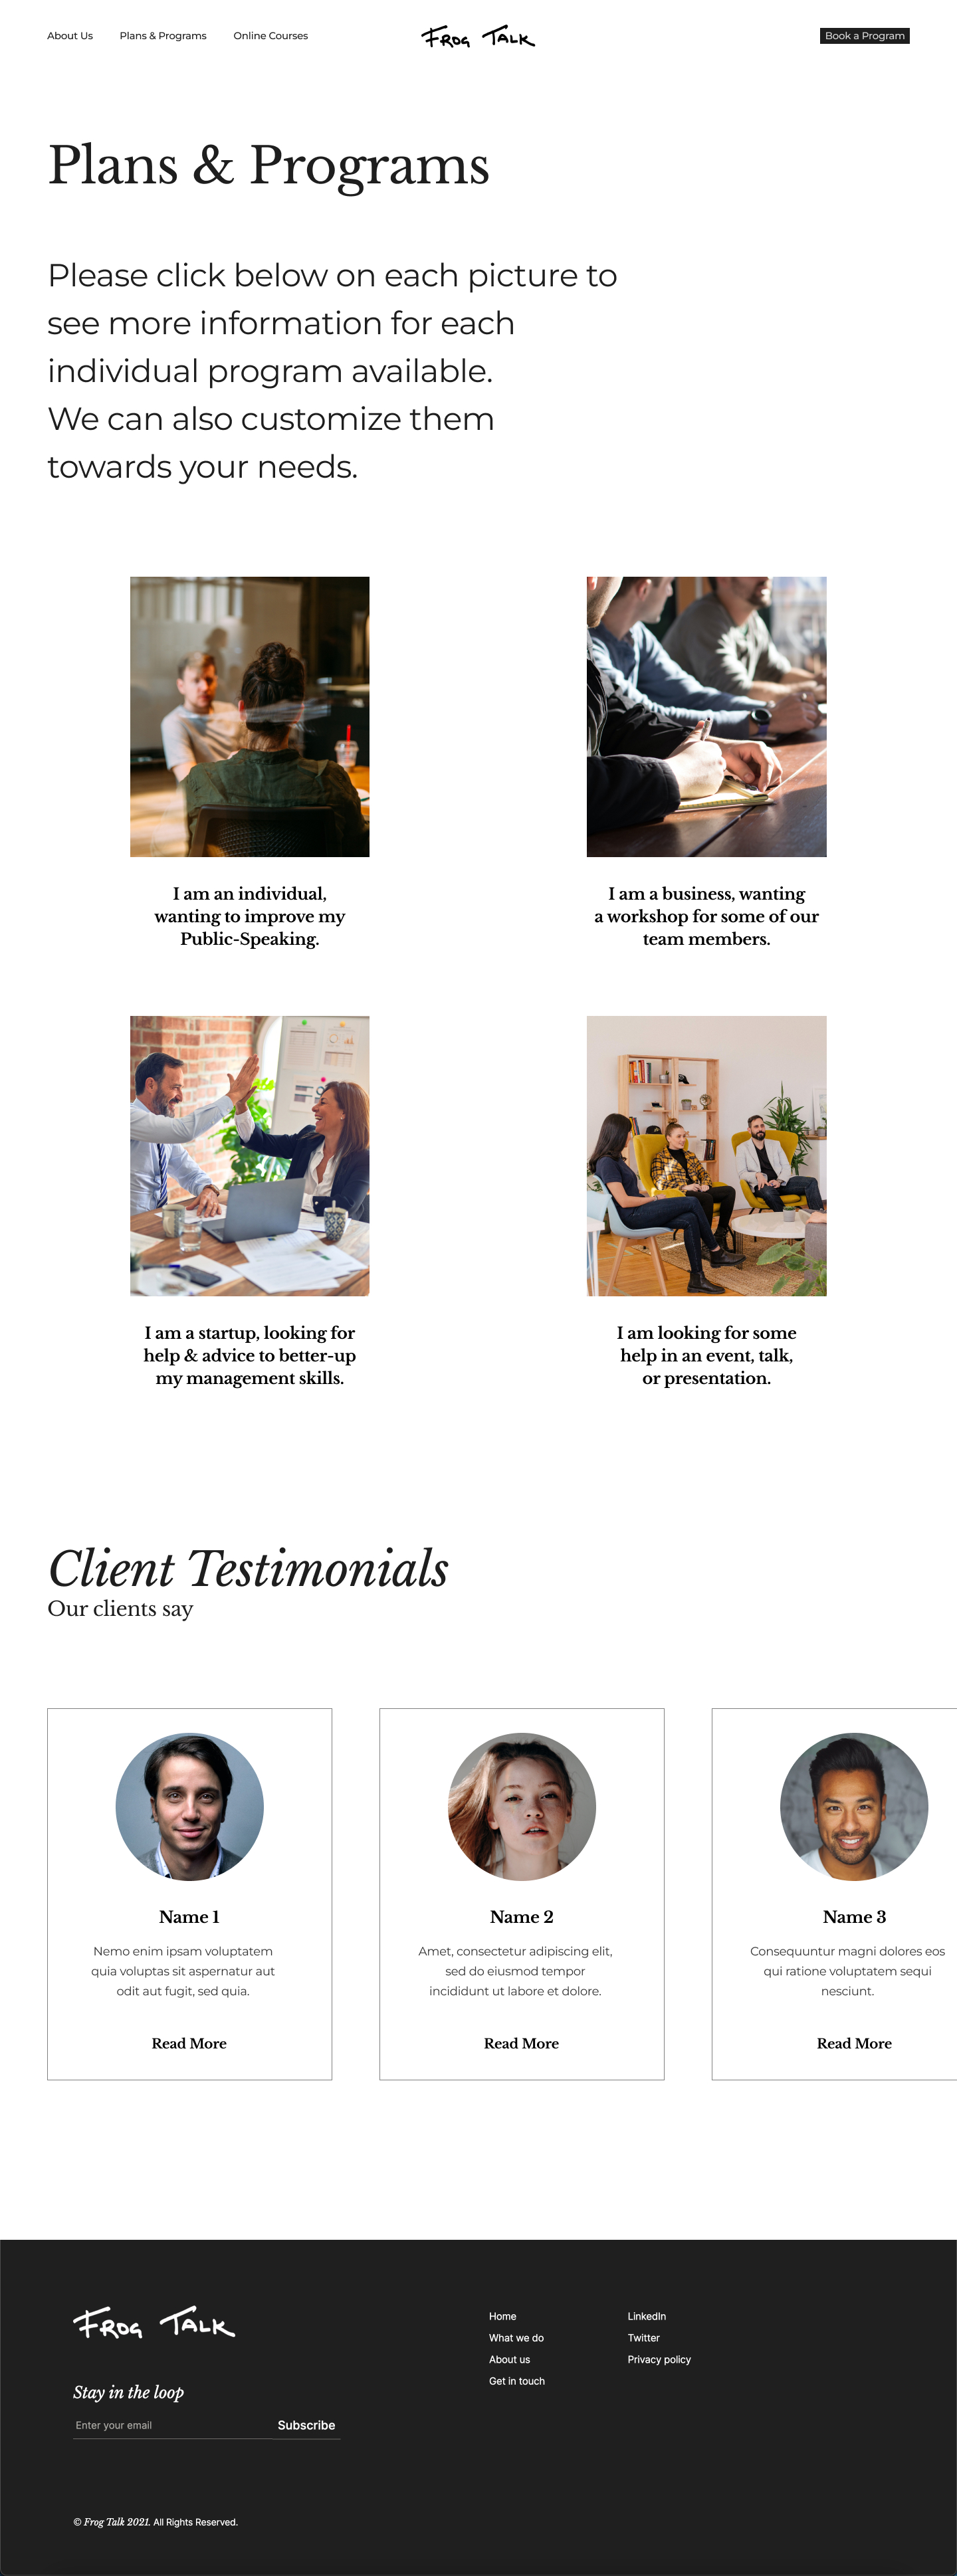 About Us
Plans & Programs
Online Courses
FROG TALK
Book a Program
Plans & Programs
Please click below on each picture to
see more information for each
individual program available.
We can also customize them
towards your needs.
I am an individual,
wanting to improve my
Public-Speaking.
I am a business, wanting
a workshop for some of our
team members.
I am a startup, looking for
help & advice to better-up
my management skills.
I am looking for some
help in an event, talk,
or presentation.
Client Testimonials
Our clients say
Name 1
Nemo enim ipsam voluptatem
quia voluptas sit aspernatur aut
odit aut fugit, sed quia.
Read More
Name 2
Amet, consectetur adipiscing elit,
sed do eiusmod tempor
incididunt ut labore et dolore.
Read More
Name 3
Consequuntur magni dolores eos
qui ratione voluptatem sequi
nesciunt.
Read More
FROG TALK
Stay in the loop
Enter your email
Subscribe
Home
What we do
About us
Get in touch
LinkedIn
Twitter
Privacy policy
© Frog Talk 2021. All Rights Reserved.